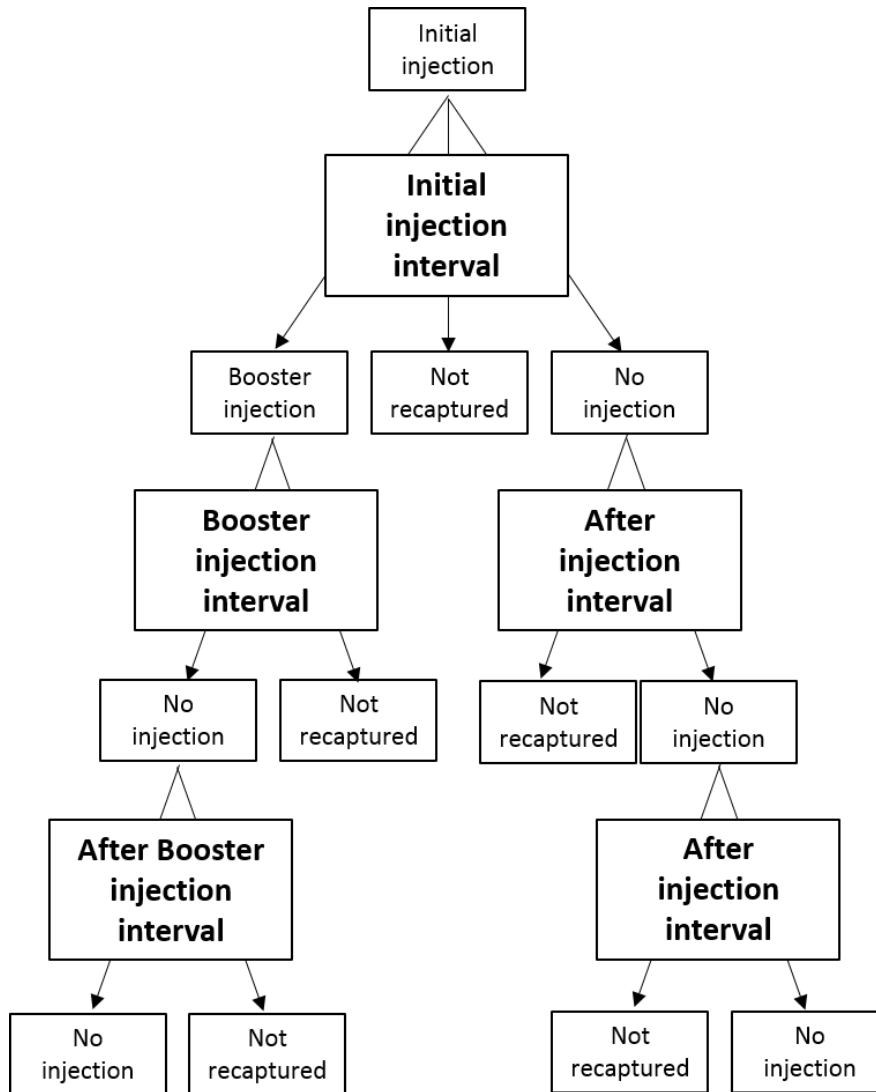 Initial
injection
Initial
injection
interval
Booster
injection
Not
recaptured
No
injection
Booster
injection
interval
After
injection
interval
No
injection
Not
recaptured
Not
recaptured
No
injection
After Booster
injection
interval
After
injection
interval
No
injection
Not
recaptured
Not
recaptured
No
injection